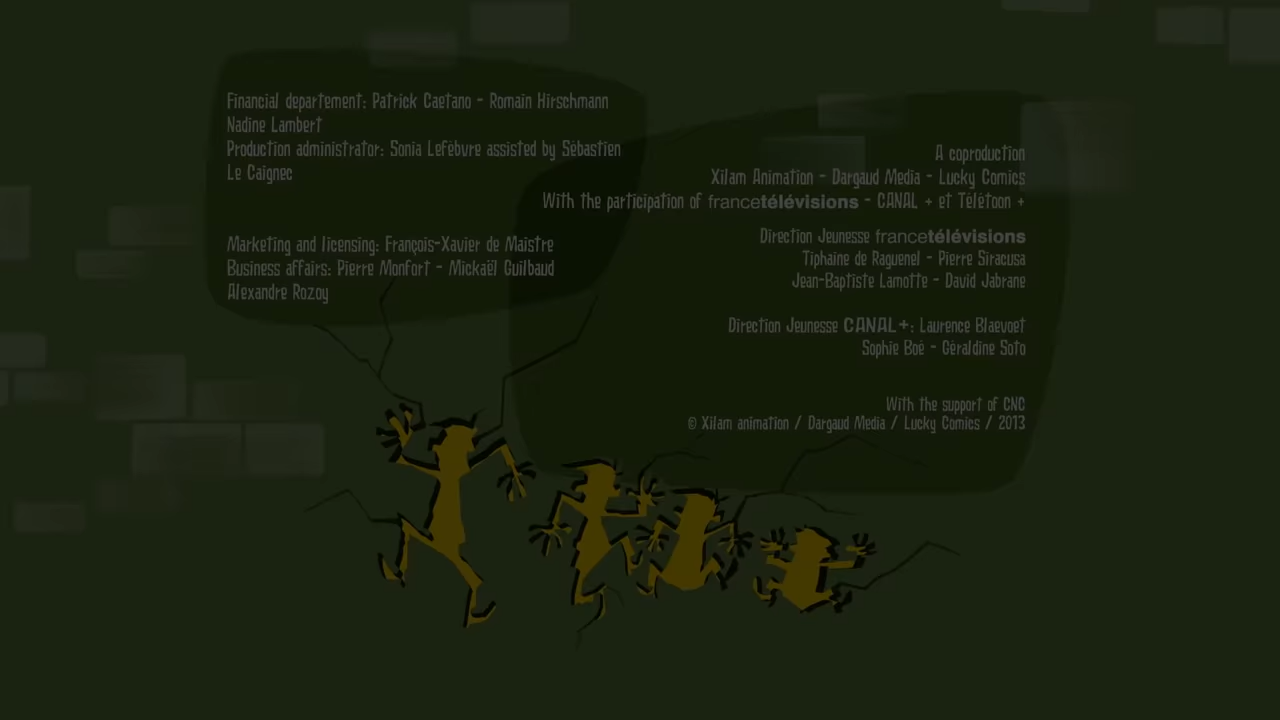 Financial departement: Patrick Caetano - Romain Hirschmann
Nadine Lambert
Production administrator: Sonia Lefèbvre assisted by Sébastien
Le Caignec
Marketing and licensing: François-Xavier de Maistre
Business affairs: Pierre Monfort - Mickaël Guilbaud
Alexandre Rozoy
A coproduction
Xilam Animation - Dargaud Media - Lucky Comics
With the participation of francetélévisions - CANAL + et Télétoon +
Direction Jeunesse francetélévisions
Tiphaine de Raguenel - Pierre Siracusa
Jean-Baptiste Lamotte - David Jabrane
Direction Jeunesse CANAL+: Laurence Blaevoet
Sophie Boé - Géraldine Soto
With the support of CNC
© Xilam animation / Dargaud Media / Lucky Comics / 2013